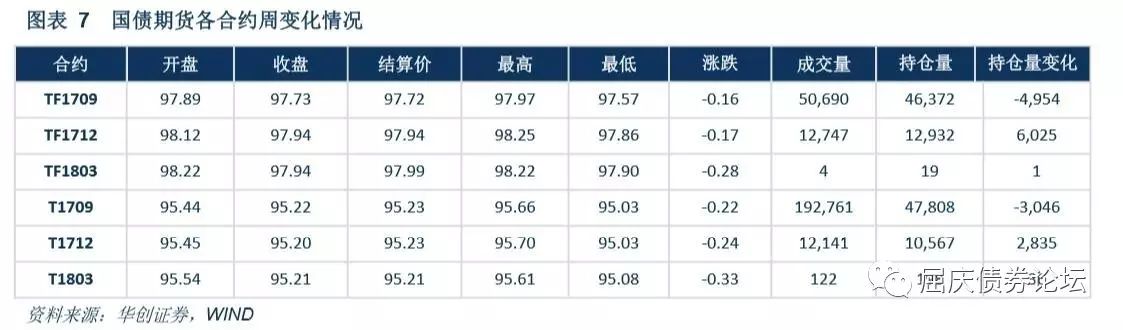 图表 7 国债期货各合约周变化情况
合约 开盘 收盘 结算价 最高 最低 涨跌 成交量 持仓量 持仓量变化
TF1709 97.89 97.73 97.72 97.97 97.57 -0.16 50,690 46,372 -4,954
TF1712 98.12 97.94 97.94 98.25 97.86 -0.17 12,747 12,932 6,025
TF1803 98.22 97.94 97.99 98.22 97.90 -0.28 4 19 1
T1709 95.44 95.22 95.23 95.66 95.03 -0.22 192,761 47,808 -3,046
T1712 95.45 95.20 95.23 95.70 95.03 -0.24 12,141 10,567 2,835
T1803 95.54 95.21 95.21 95.61 95.08 -0.33 122
屈庆债券论坛
资料来源：华创证券，WIND